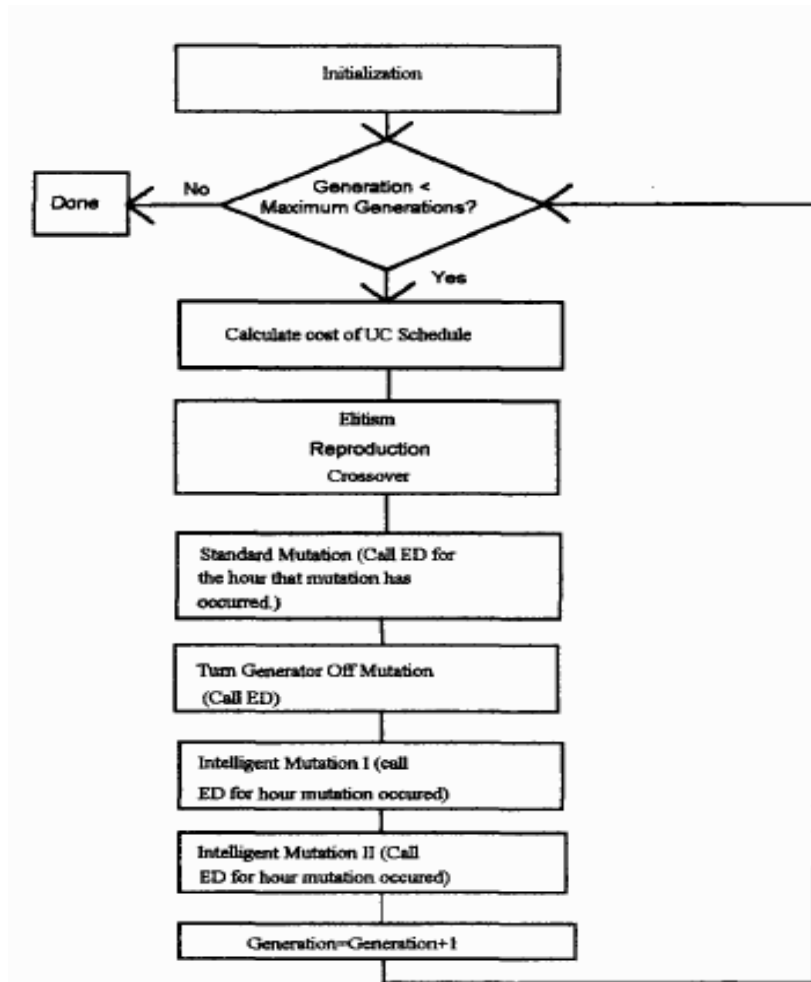 Initialization
Generation <
Maximum Generations?
No
Done
Yes
Calculate cost of UC Schedule
Elitism
Reproduction
Crossover
Standard Mutation (Call ED for
the hour that mutation has
occurred.)
Turn Generator Off Mutation
(Call ED)
Intelligent Mutation I (call
ED for hour mutation occured)
Intelligent Mutation II (Call
ED for hour mutation occured)
Generation=Generation+1